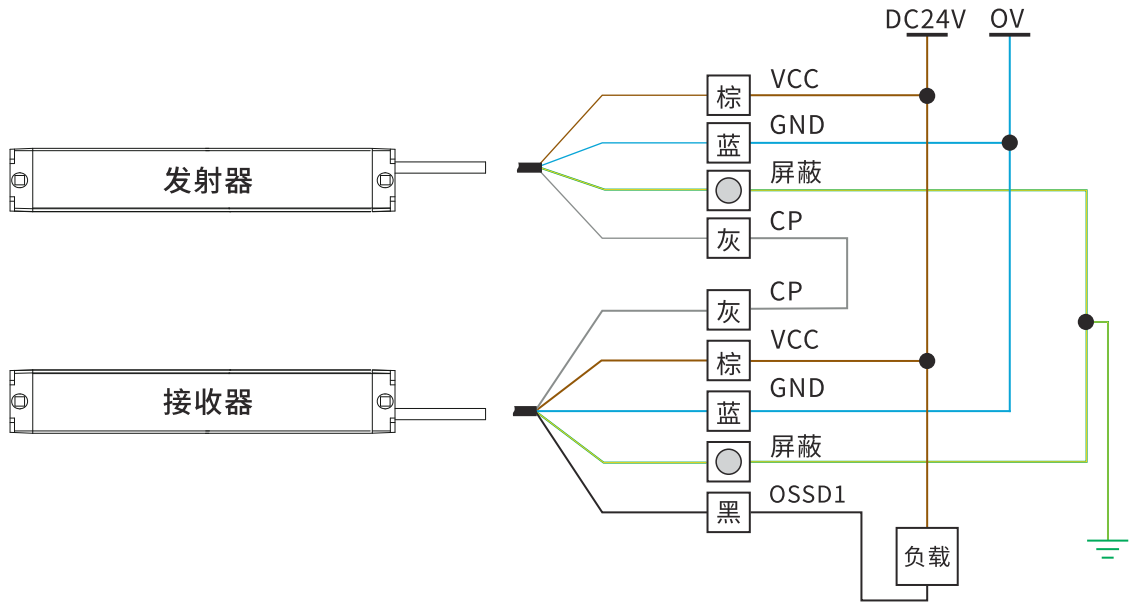 DC24V
OV
棕
VCC
蓝
GND
发射器
屏蔽
灰
CP
灰
CP
棕
VCC
接收器
蓝
GND
屏蔽
黑
OSSD1
负载